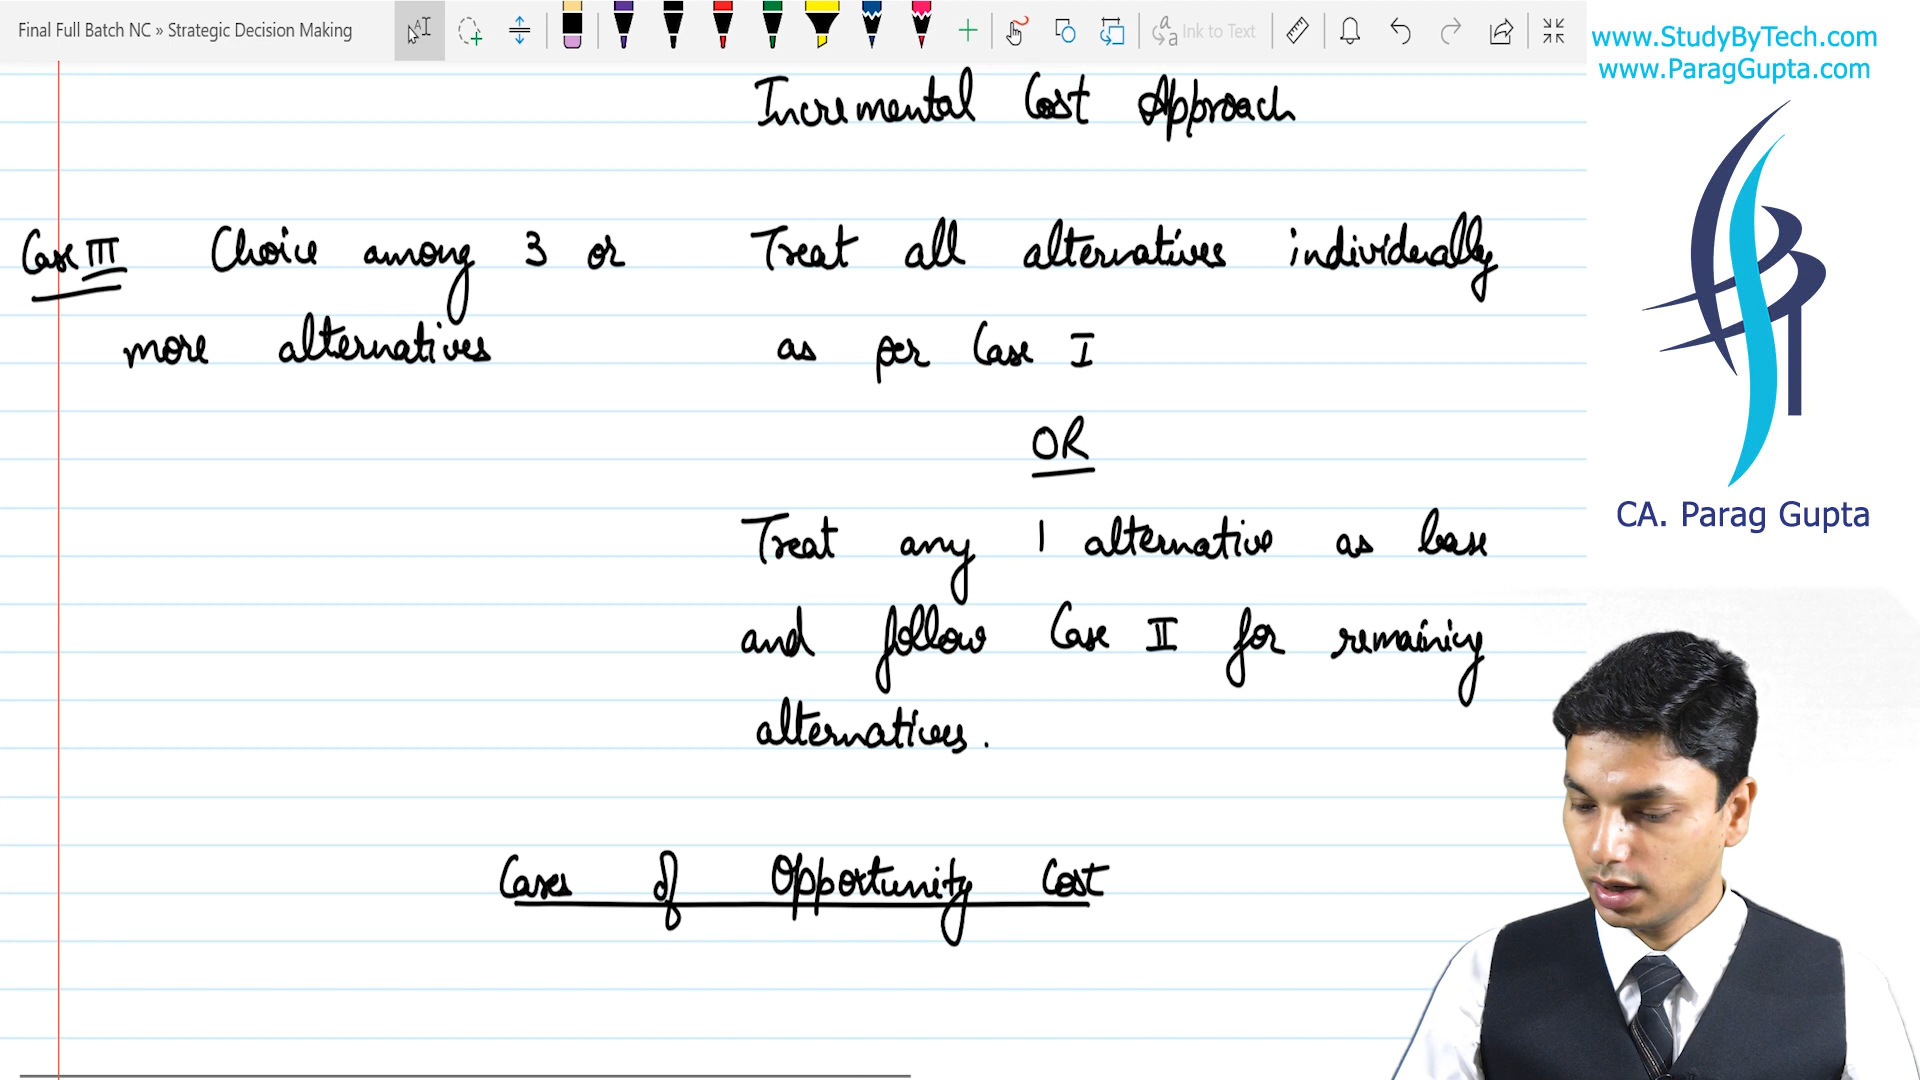 Final Full Batch NC » Strategic Decision Making
Ink to Text
www.StudyByTech.com
www.ParagGupta.com
Incremental Cost Approach
Case III Choice among 3 or
more alternatives
Treat all alternatives individually
as per Case I
OR
Treat any 1 alternative as base
and follow Case II for remaining
alternatives.
CA. Parag Gupta
Cases of Opportunity Cost